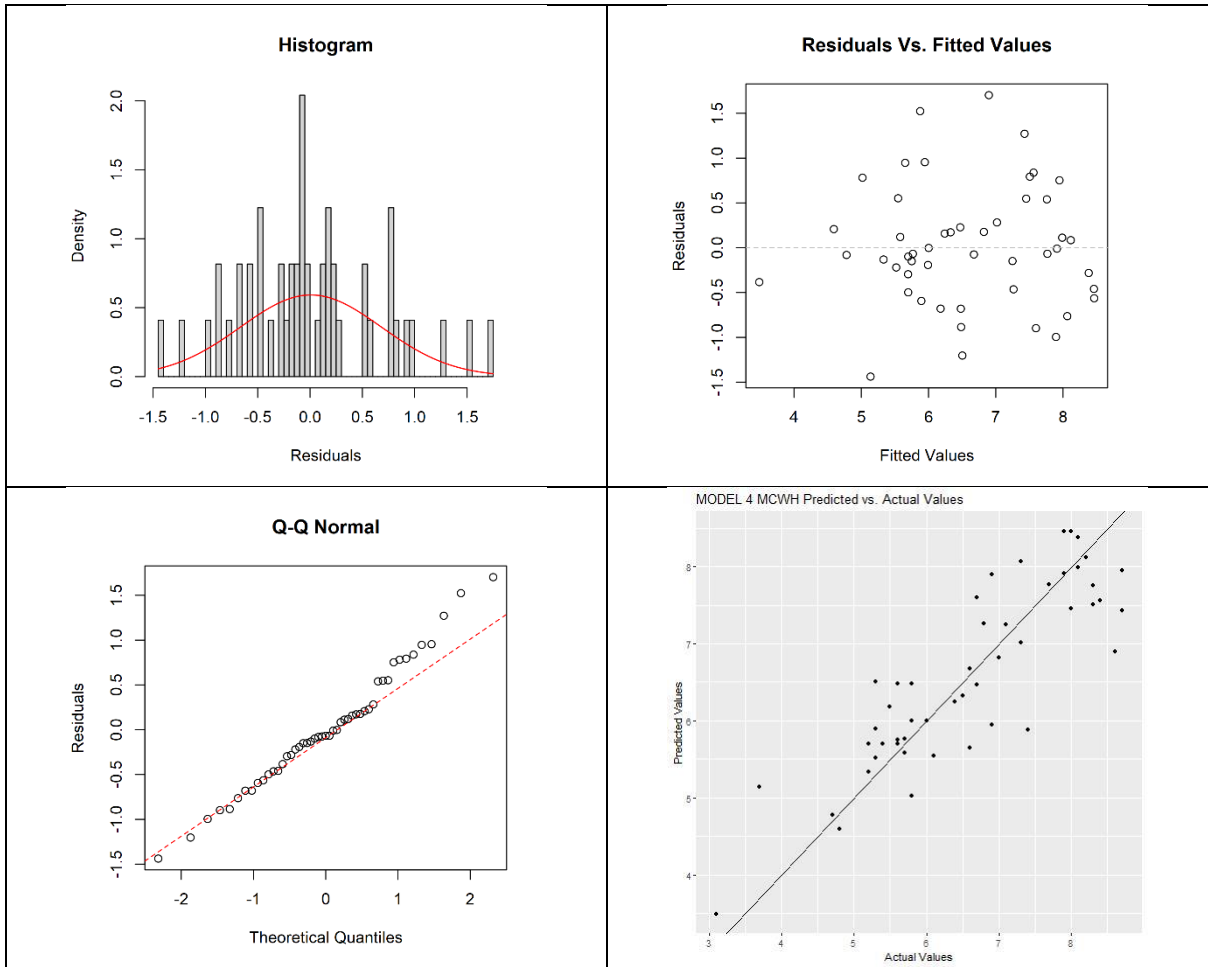 Histogram
2.0
1.5
1.0
0.5
0.0
Density
-1.5 -1.0 -0.5 0.0 0.5 1.0 1.5
Residuals
Residuals Vs. Fitted Values
1.5
1.0
0.5
0.0
-0.5
-1.0
-1.5
Residuals
4 5 6 7 8
Fitted Values
Q-Q Normal
1.5
1.0
0.5
0.0
-0.5
-1.0
-1.5
Residuals
-2 -1 0 1 2
Theoretical Quantiles
MODEL 4 MCWH Predicted vs. Actual Values
8
7
6
5
4
Predicted Values
3 4 5 6 7 8
Actual Values